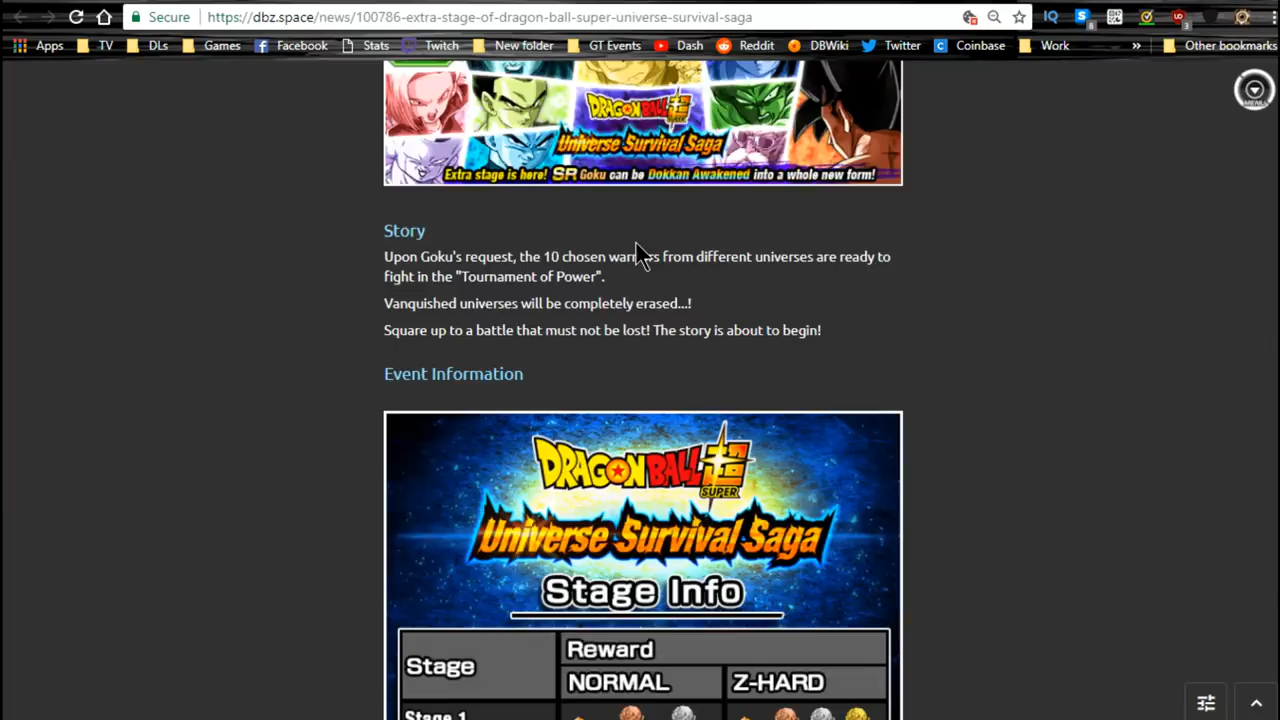 Secure https://dbz.space/news/100786-extra-stage-of-dragon-ball-super-universe-survival-saga
Apps TV DLs Games Facebook Stats Twitch New folder GT Events Dash Reddit DBWiki Twitter Coinbase Work » Other bookmarks
MENU
DRAGONBALL
Universe Survival Saga
Extra stage is here! SR Goku can be Dokkan Awakened into a whole new form!
Story
Upon Goku's request, the 10 chosen from different universes are ready to
fight in the "Tournament of Power".
Vanquished universes will be completely erased...!
Square up to a battle that must not be lost! The story is about to begin!
Event Information
DRAGONBALL
SUPER
Universe Survival Saga
Stage Info
Stage
Reward
NORMAL Z-HARD
Stage 1